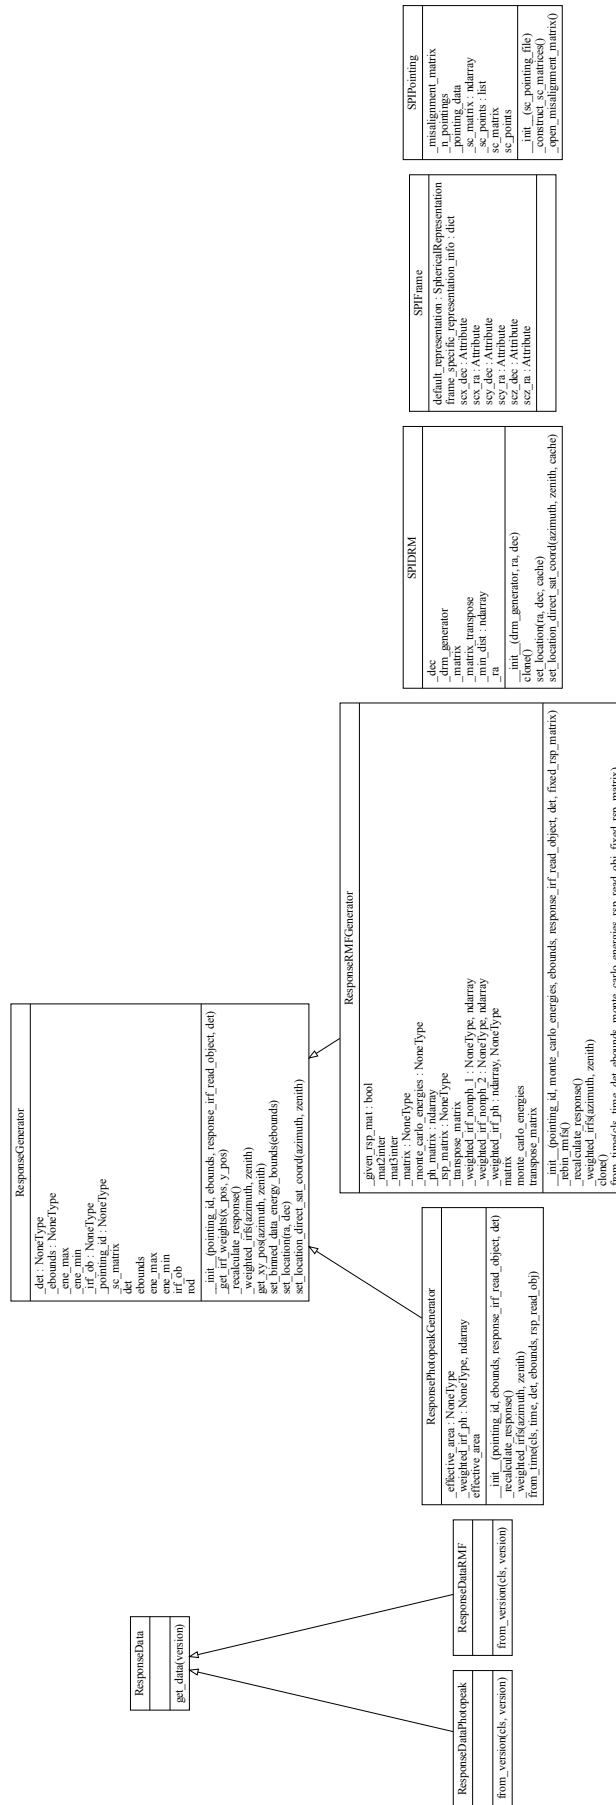 ResponseData
get_data(version)
ResponseDataPhotopeak
from_version(cls, version)
ResponseDataRMF
from_version(cls, version)
ResponseGenerator
_det : NoneType
_ebounds : NoneType
_ene_max
_ene_min
_irf_ob : NoneType
_pointing_id : NoneType
_sc_matrix
det
ebounds
ene_max
ene_min
irf_ob
rod
__init__(pointing_id, ebounds, response_irf_read_object, det)
_get_irf_weights(x_pos, y_pos)
_recalculate_response()
_weighted_irfs(azimuth, zenith)
get_xy_pos(azimuth, zenith)
set_binned_data_energy_bounds(ebounds)
set_location(ra, dec)
set_location_direct_sat_coord(azimuth, zenith)
ResponsePhotopeakGenerator
_effective_area : NoneType
_weighted_irf_ph : NoneType, ndarray
effective_area
__init__(pointing_id, ebounds, response_irf_read_object, det)
_recalculate_response()
_weighted_irfs(azimuth, zenith)
from_time(cls, time, det, ebounds, rsp_read_obj)
ResponseRMFGenerator
_given_rsp_mat : bool
_mat2inter
_mat3inter
_matrix : NoneType
_monte_carlo_energies : NoneType
_ph_matrix : ndarray
_rsp_matrix : NoneType
_transpose_matrix
_weighted_irf_nonph_1 : NoneType, ndarray
_weighted_irf_nonph_2 : NoneType, ndarray
_weighted_irf_ph : ndarray, NoneType
matrix
monte_carlo_energies
transpose_matrix
__init__(pointing_id, monte_carlo_energies, ebounds, response_irf_read_object, det, fixed_rsp_matrix)
_rebin_rmfs()
_recalculate_response()
_weighted_irfs(azimuth, zenith)
clone()
from_time(cls, time, det, ebounds, monte_carlo_energies, rsp_read_obj, fixed_rsp_matrix)
SPIDRM
_dec
_drm_generator
_matrix
_matrix_transpose
_min_dist : ndarray
_ra
__init__(drm_generator, ra, dec)
clone()
set_location(ra, dec, cache)
set_location_direct_sat_coord(azimuth, zenith, cache)
SPIFrame
default_representation : SphericalRepresentation
frame_specific_representation_info : dict
scx_dec : Attribute
scx_ra : Attribute
scy_dec : Attribute
scy_ra : Attribute
scz_dec : Attribute
scz_ra : Attribute
SPIPointing
_misalignment_matrix
_n_pointings
_pointing_data
_sc_matrix : ndarray
_sc_points : list
sc_matrix
sc_points
__init__(sc_pointing_file)
_construct_sc_matrices()
_open_misalignment_matrix()